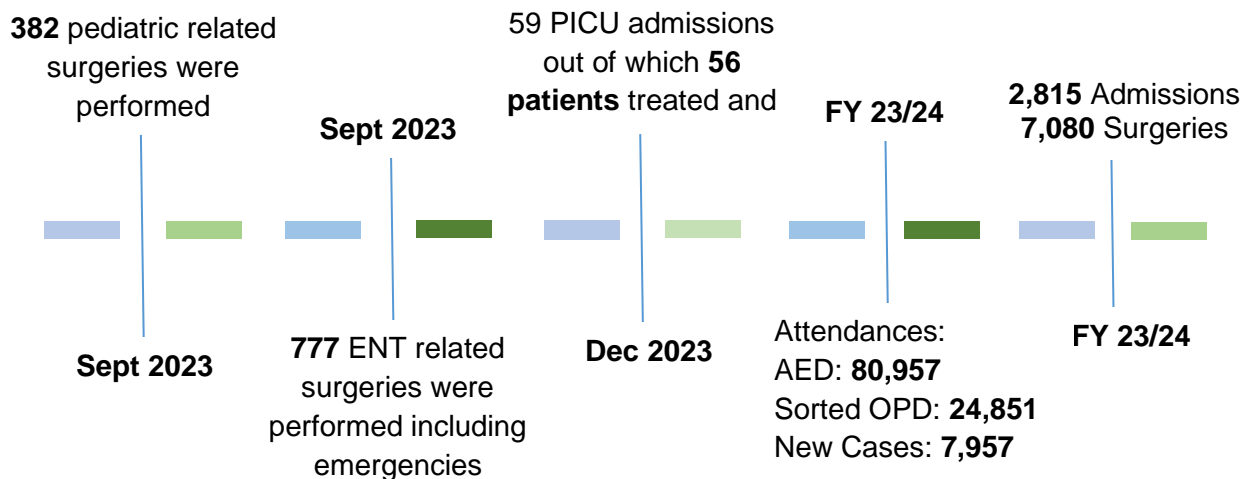 382 pediatric related
surgeries were
performed
Sept 2023
Sept 2023
777 ENT related
surgeries were
performed including
emergencies
59 PICU admissions
out of which 56
patients treated and
Dec 2023
FY 23/24
Attendances:
AED: 80,957
Sorted OPD: 24,851
New Cases: 7,957
2,815 Admissions
7,080 Surgeries
FY 23/24